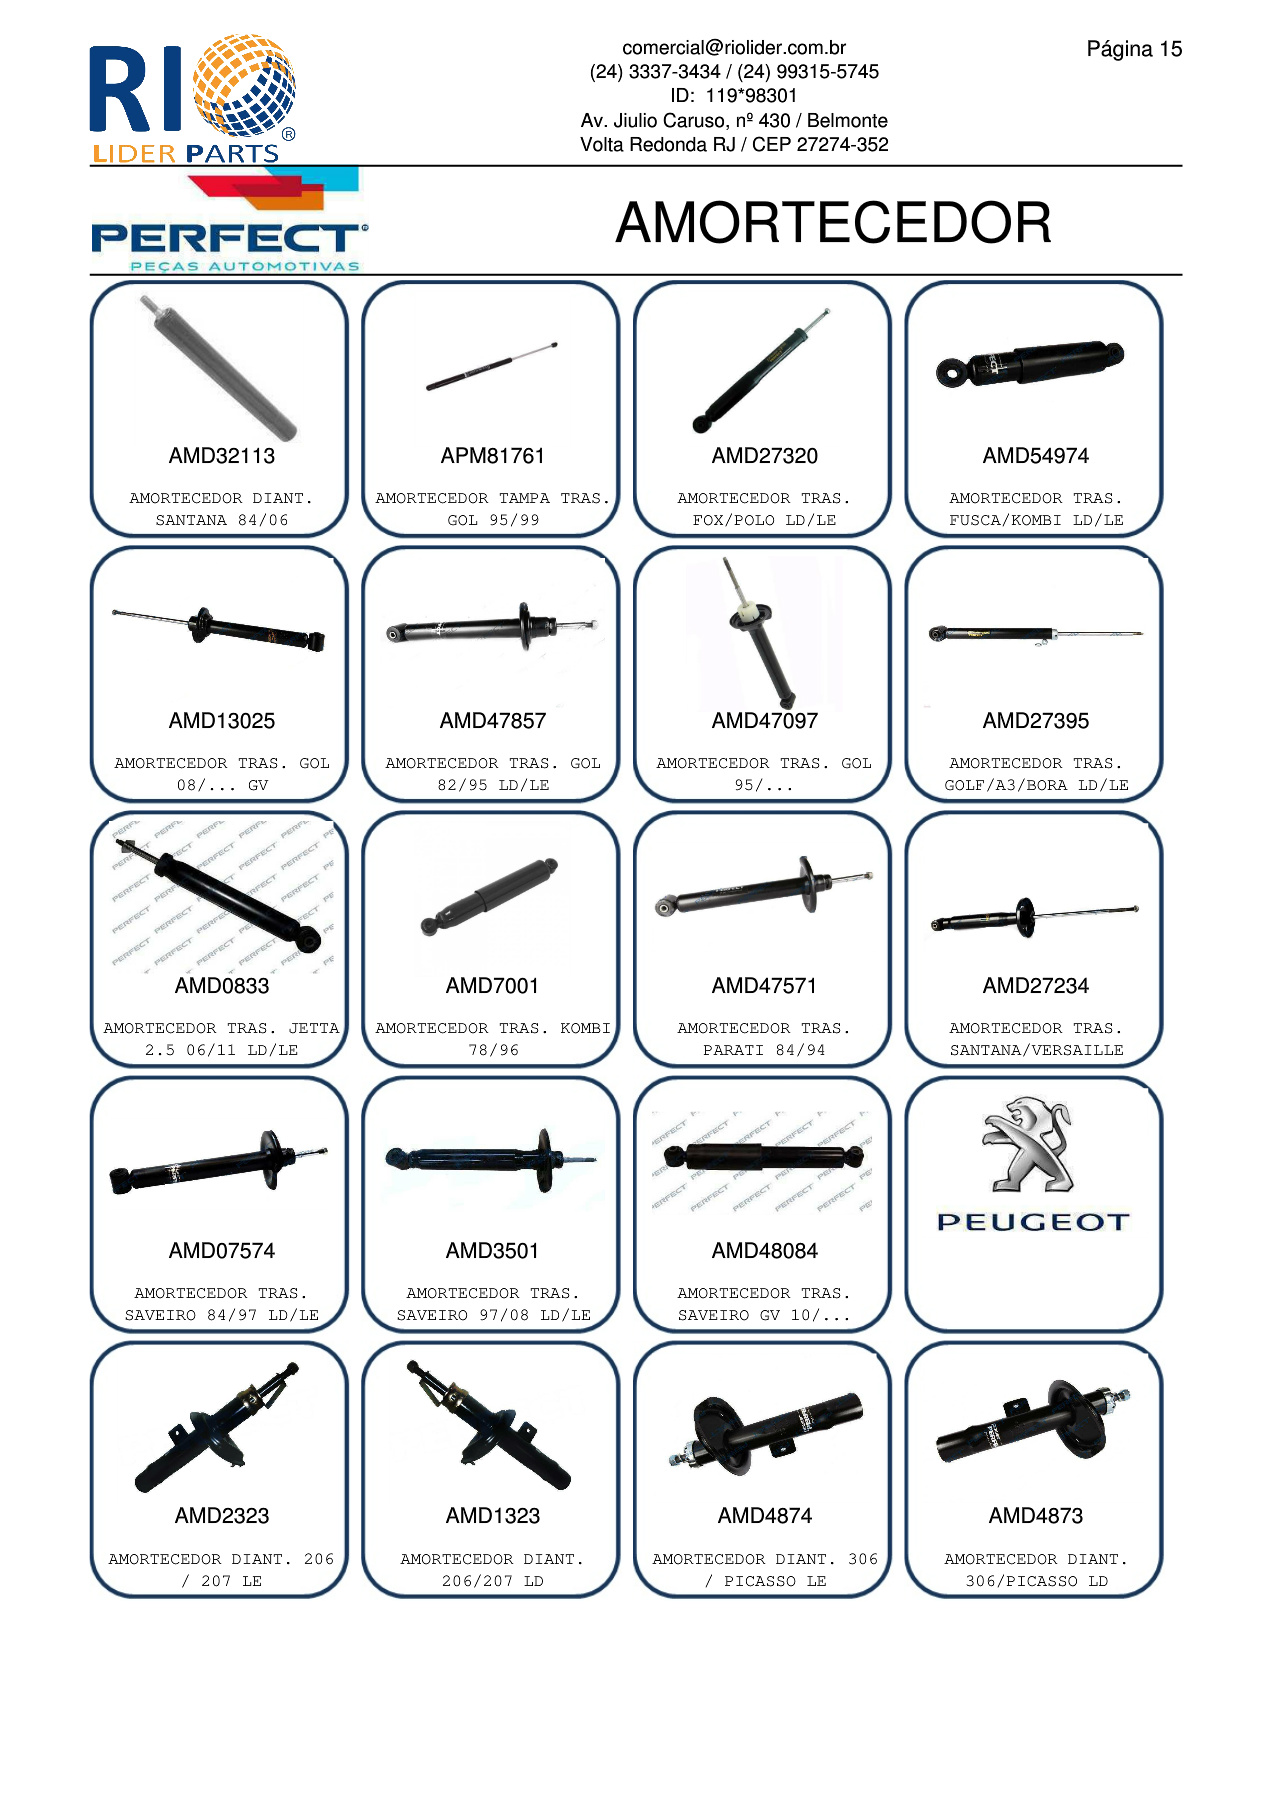 RIO
®
LIDER PARTS
comercial@riolider.com.br
(24) 3337-3434 / (24) 99315-5745
ID:  119*98301
Av. Jiulio Caruso, nº 430 / Belmonte
Volta Redonda RJ / CEP 27274-352
Página 15
PERFECT®
PEÇAS AUTOMOTIVAS
AMORTECEDOR
AMD32113
AMORTECEDOR DIANT.
SANTANA 84/06
APM81761
AMORTECEDOR TAMPA TRAS.
GOL 95/99
AMD27320
AMORTECEDOR TRAS.
FOX/POLO LD/LE
AMD54974
AMORTECEDOR TRAS.
FUSCA/KOMBI LD/LE
AMD13025
AMORTECEDOR TRAS. GOL
08/... GV
AMD47857
AMORTECEDOR TRAS. GOL
82/95 LD/LE
AMD47097
AMORTECEDOR TRAS. GOL
95/...
AMD27395
AMORTECEDOR TRAS.
GOLF/A3/BORA LD/LE
AMD0833
AMORTECEDOR TRAS. JETTA
2.5 06/11 LD/LE
AMD7001
AMORTECEDOR TRAS. KOMBI
78/96
AMD47571
AMORTECEDOR TRAS.
PARATI 84/94
AMD27234
AMORTECEDOR TRAS.
SANTANA/VERSAILLE
AMD07574
AMORTECEDOR TRAS.
SAVEIRO 84/97 LD/LE
AMD3501
AMORTECEDOR TRAS.
SAVEIRO 97/08 LD/LE
AMD48084
AMORTECEDOR TRAS.
SAVEIRO GV 10/...
PEUGEOT
AMD2323
AMORTECEDOR DIANT. 206
/ 207 LE
AMD1323
AMORTECEDOR DIANT.
206/207 LD
AMD4874
AMORTECEDOR DIANT. 306
/ PICASSO LE
AMD4873
AMORTECEDOR DIANT.
306/PICASSO LD